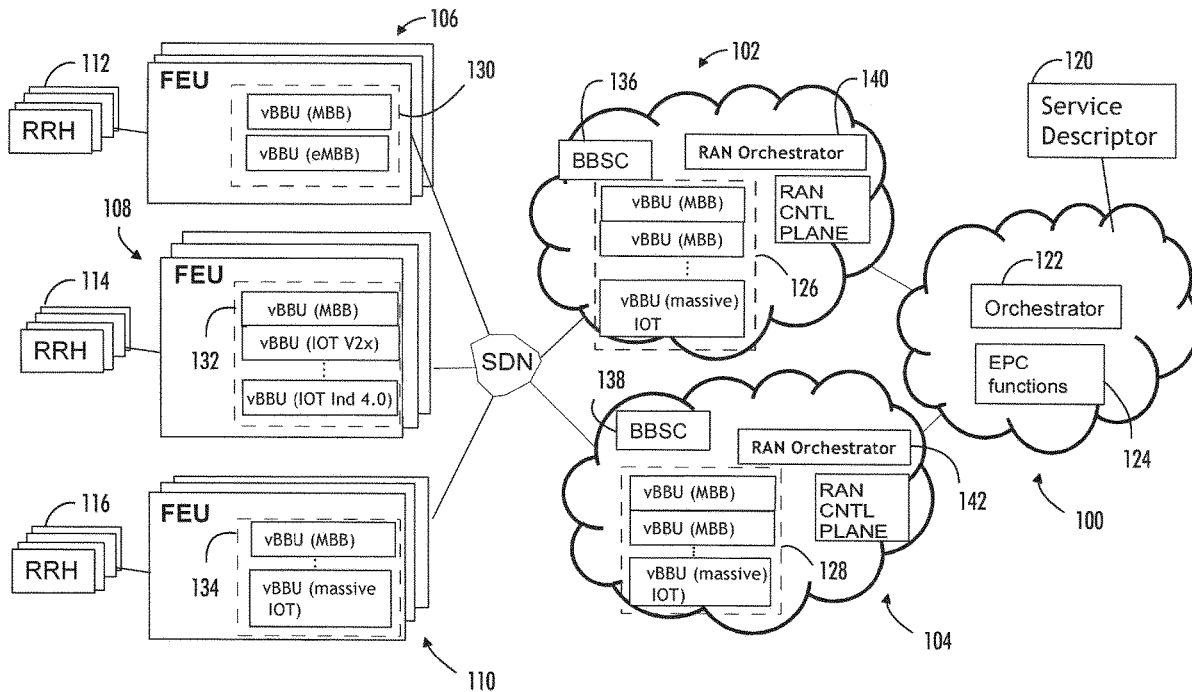 106
112
FEU
130
RRH
vBBU (MBB)
vBBU (eMBB)
108
114
FEU
RRH
132
vBBU (MBB)
vBBU (IOT V2x)
vBBU (IOT Ind 4.0)
116
FEU
RRH
134
vBBU (MBB)
vBBU (massive
IOT)
110
SDN
102
136
140
BBSC
RAN Orchestrator
vBBU (MBB)
vBBU (MBB)
vBBU (massive)
IOT
RAN
CNTL
PLANE
126
138
BBSC
RAN Orchestrator
142
vBBU (MBB)
vBBU (MBB)
vBBU (massive)
IOT)
RAN
CNTL
PLANE
128
104
120
Service
Descriptor
122
Orchestrator
EPC
functions
124
100